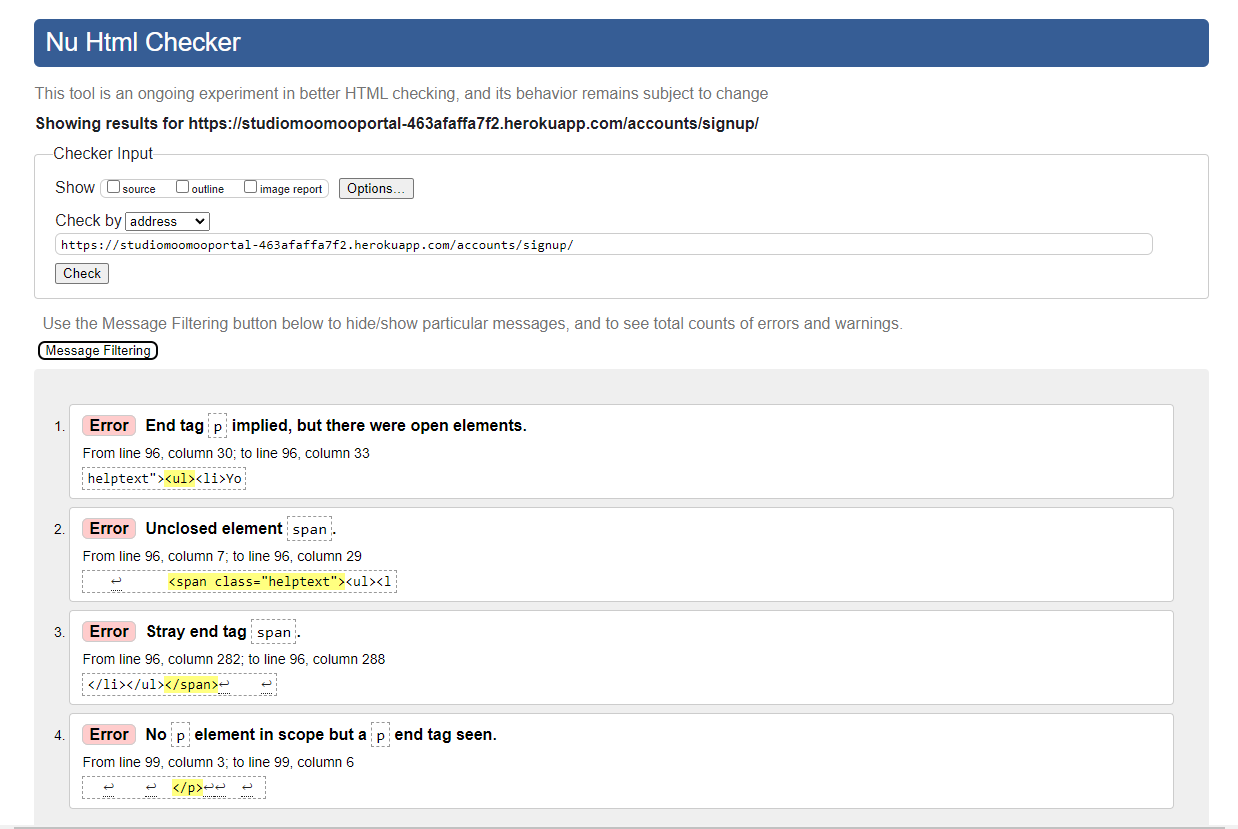 Nu Html Checker
This tool is an ongoing experiment in better HTML checking, and its behavior remains subject to change
Showing results for https://studiomoomooportal-463afaffa7f2.herokuapp.com/accounts/signup/
Checker Input
Show source outline image report Options...
Check by address
https://studiomoomooportal-463afaffa7f2.herokuapp.com/accounts/signup/
Check
Use the Message Filtering button below to hide/show particular messages, and to see total counts of errors and warnings.
Message Filtering
1. Error End tag p implied, but there were open elements.
From line 96, column 30; to line 96, column 33
helptext"><ul><li>Yo
2. Error Unclosed element span.
From line 96, column 7; to line 96, column 29
↩ <span class="helptext"><ul><l
3. Error Stray end tag span.
From line 96, column 282; to line 96, column 288
</li></ul></span>↩ ↩
4. Error No p element in scope but a p end tag seen.
From line 99, column 3; to line 99, column 6
↩ ↩ </p>↩↩ ↩